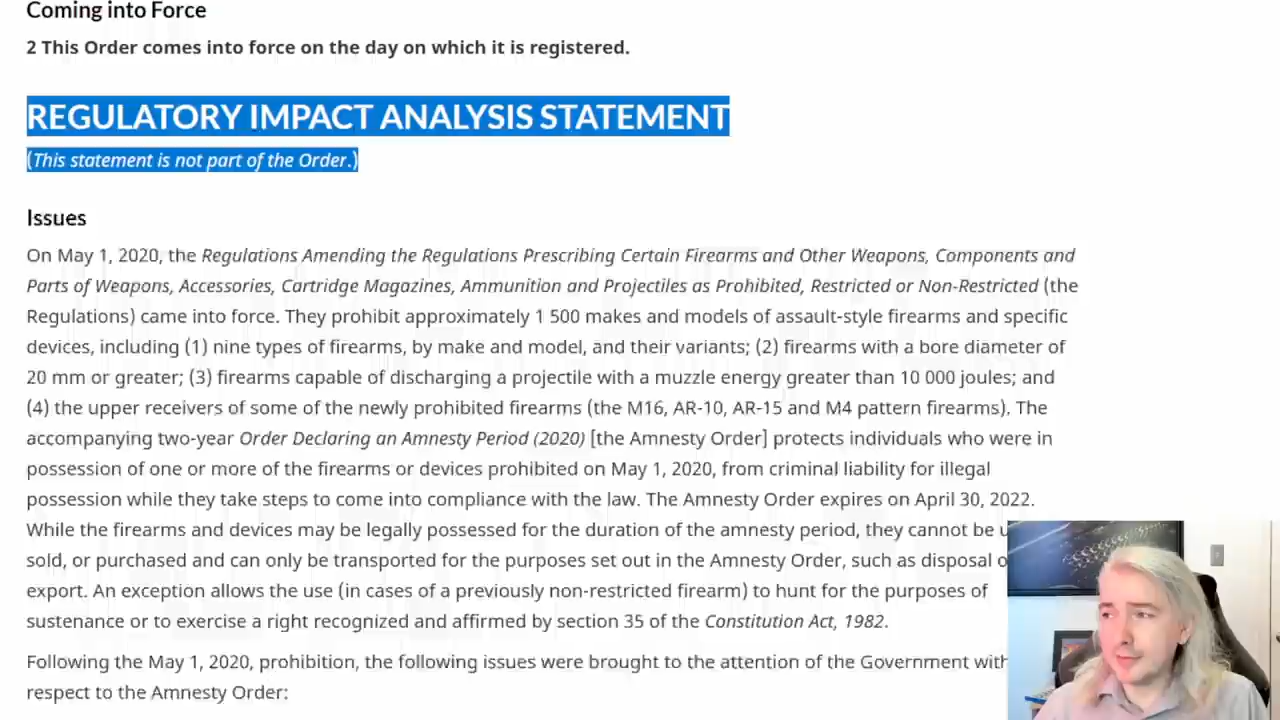 Coming into Force
2 This Order comes into force on the day on which it is registered.
REGULATORY IMPACT ANALYSIS STATEMENT
(This statement is not part of the Order.)
Issues
On May 1, 2020, the Regulations Amending the Regulations Prescribing Certain Firearms and Other Weapons, Components and
Parts of Weapons, Accessories, Cartridge Magazines, Ammunition and Projectiles as Prohibited, Restricted or Non-Restricted (the
Regulations) came into force. They prohibit approximately 1 500 makes and models of assault-style firearms and specific
devices, including (1) nine types of firearms, by make and model, and their variants; (2) firearms with a bore diameter of
20 mm or greater; (3) firearms capable of discharging a projectile with a muzzle energy greater than 10 000 joules; and
(4) the upper receivers of some of the newly prohibited firearms (the M16, AR-10, AR-15 and M4 pattern firearms). The
accompanying two-year Order Declaring an Amnesty Period (2020) [the Amnesty Order] protects individuals who were in
possession of one or more of the firearms or devices prohibited on May 1, 2020, from criminal liability for illegal
possession while they take steps to come into compliance with the law. The Amnesty Order expires on April 30, 2022.
While the firearms and devices may be legally possessed for the duration of the amnesty period, they cannot be
sold, or purchased and can only be transported for the purposes set out in the Amnesty Order, such as disposal
export. An exception allows the use (in cases of a previously non-restricted firearm) to hunt for the purposes of
sustenance or to exercise a right recognized and affirmed by section 35 of the Constitution Act, 1982.
Following the May 1, 2020, prohibition, the following issues were brought to the attention of the Government with
respect to the Amnesty Order: